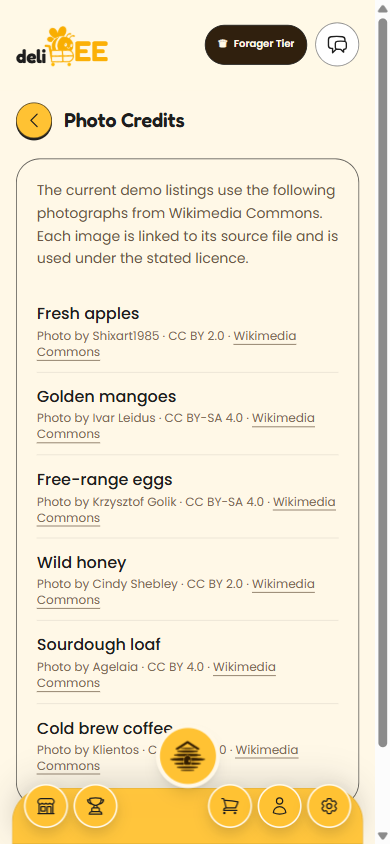 deli BEE
Forager Tier
Photo Credits
The current demo listings use the following
photographs from Wikimedia Commons.
Each image is linked to its source file and is
used under the stated licence.
Fresh apples
Photo by Shixart1985 · CC BY 2.0 · Wikimedia
Commons
Golden mangoes
Photo by Ivar Leidus · CC BY-SA 4.0 · Wikimedia
Commons
Free-range eggs
Photo by Krzysztof Golik · CC BY-SA 4.0 · Wikimedia
Commons
Wild honey
Photo by Cindy Shebley · CC BY 2.0 · Wikimedia
Commons
Sourdough loaf
Photo by Agelaia · CC BY 4.0 · Wikimedia
Commons
Cold brew coffee
Photo by Klientos · C 0 · Wikimedia
Commons